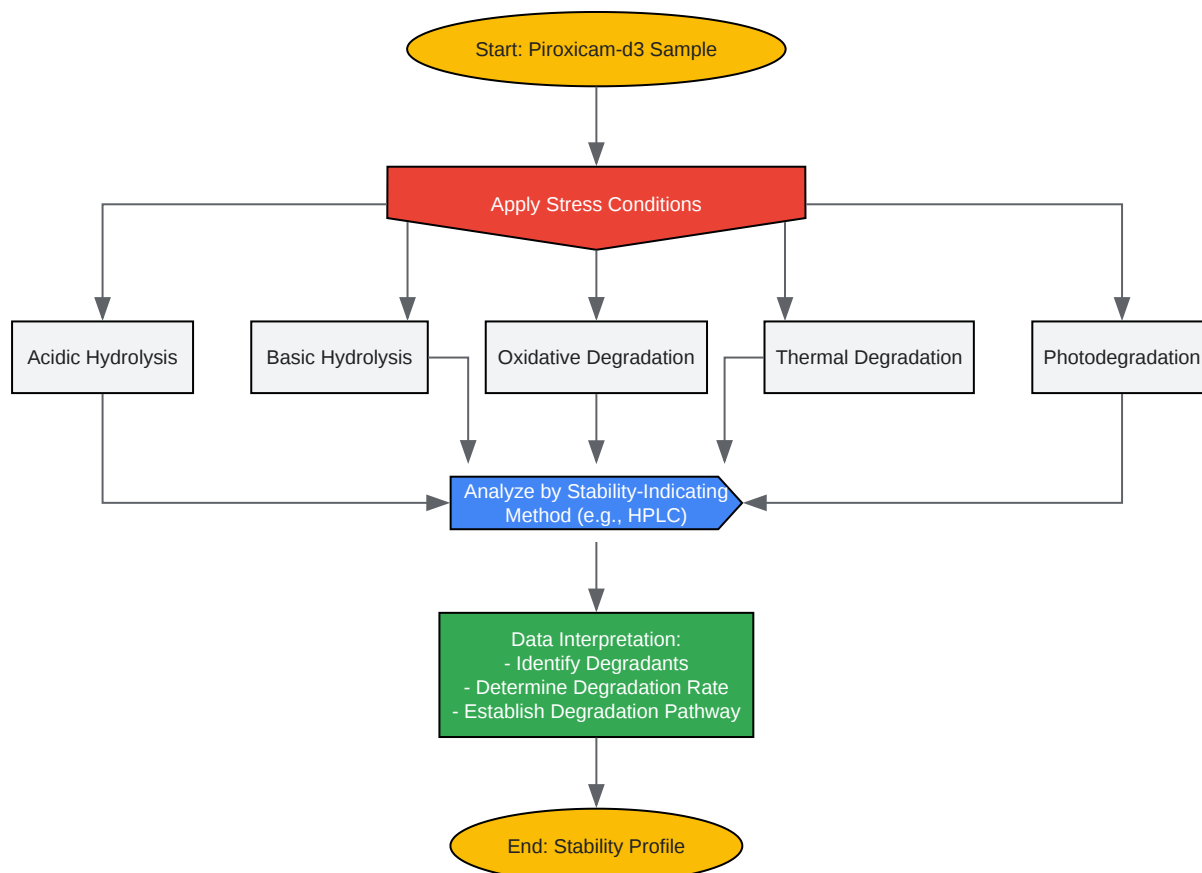 Start: Piroxicam-d3 Sample
Apply Stress Conditions
Acidic Hydrolysis
Basic Hydrolysis
Oxidative Degradation
Thermal Degradation
Photodegradation
Analyze by Stability-Indicating
Method (e.g., HPLC)
Data Interpretation:
- Identify Degradants
- Determine Degradation Rate
- Establish Degradation Pathway
End: Stability Profile